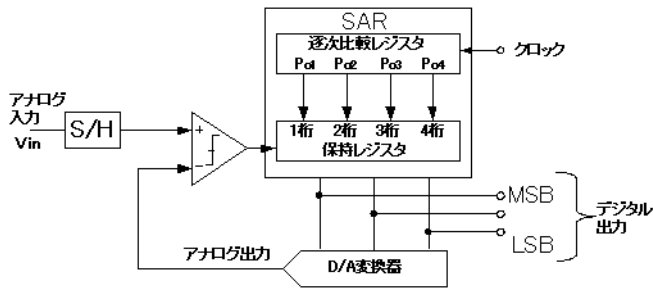 SAR
逐次比較レジスタ
Po1 Po2 Po3 Po4
クロック
アナログ
入力
Vin
S/H
+
−
1桁 2桁 3桁 4桁
保持レジスタ
MSB
LSB
デジタル
出力
アナログ出力
D/A変換器